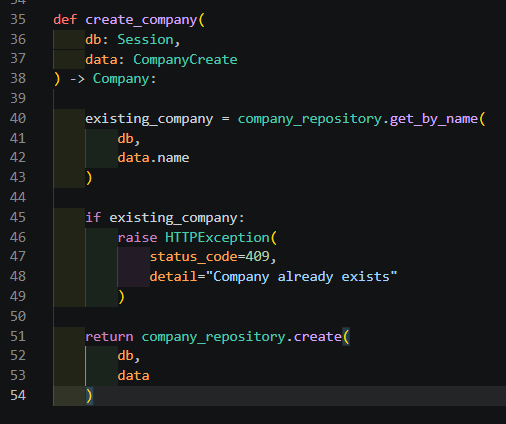 35 def create_company(
36     db: Session,
37     data: CompanyCreate
38 ) -> Company:
39
40     existing_company = company_repository.get_by_name(
41         db,
42         data.name
43     )
44
45     if existing_company:
46         raise HTTPException(
47             status_code=409,
48             detail="Company already exists"
49         )
50
51     return company_repository.create(
52         db,
53         data
54     )